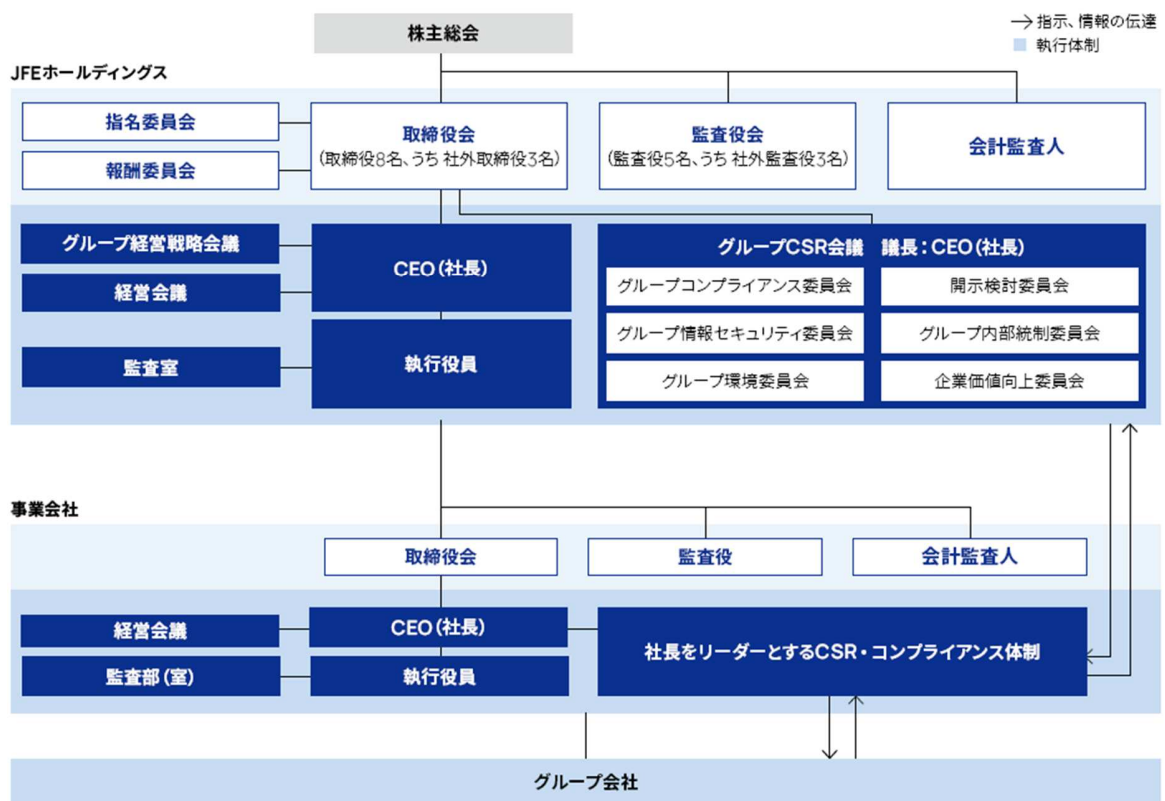 株主総会
指示、情報の伝達
執行体制
JFEホールディングス
指名委員会
報酬委員会
取締役会
(取締役8名、うち 社外取締役3名)
監査役会
(監査役5名、うち 社外監査役3名)
会計監査人
グループ経営戦略会議
経営会議
監査室
CEO(社長)
執行役員
グループCSR会議 議長：CEO(社長)
グループコンプライアンス委員会
開示検討委員会
グループ情報セキュリティ委員会
グループ内部統制委員会
グループ環境委員会
企業価値向上委員会
事業会社
取締役会
監査役
会計監査人
経営会議
CEO(社長)
監査部(室)
執行役員
社長をリーダーとするCSR・コンプライアンス体制
グループ会社